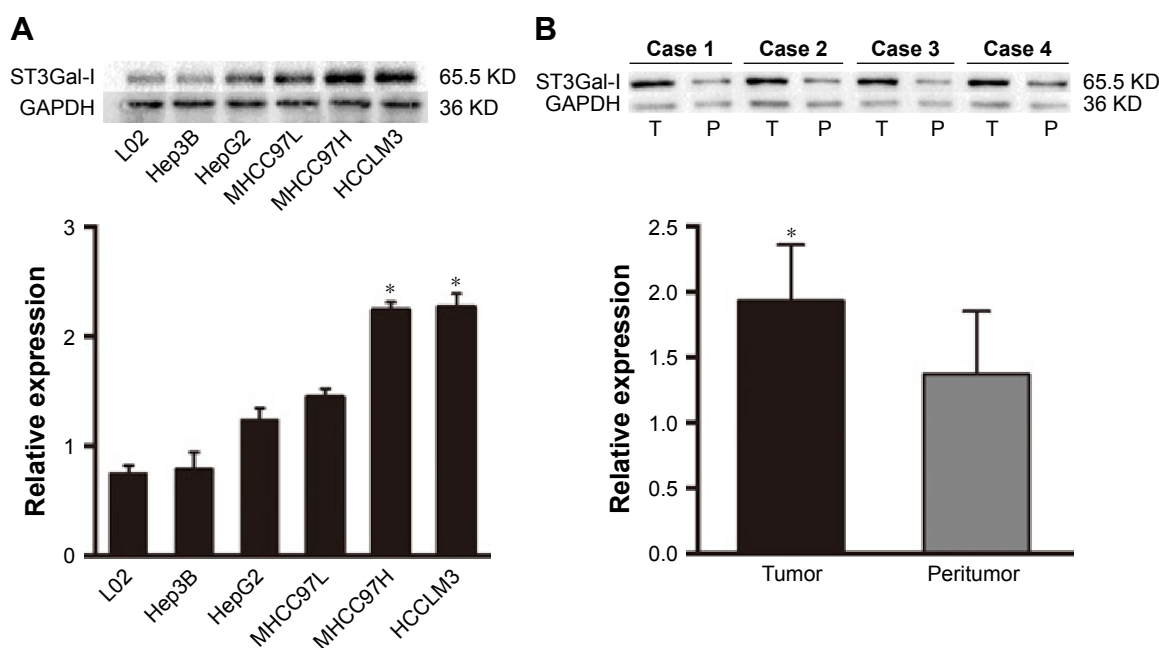 A
ST3Gal-I
65.5 KD
GAPDH
36 KD
L02
Hep3B
HepG2
MHCC97L
MHCC97H
HCCLM3
3
2
1
0
Relative expression
*
*
L02
Hep3B
HepG2
MHCC97L
MHCC97H
HCCLM3
B
Case 1 Case 2 Case 3 Case 4
ST3Gal-I
65.5 KD
GAPDH
36 KD
T P T P T P T P
2.5
2.0
1.5
1.0
0.5
0.0
Relative expression
*
Tumor Peritumor